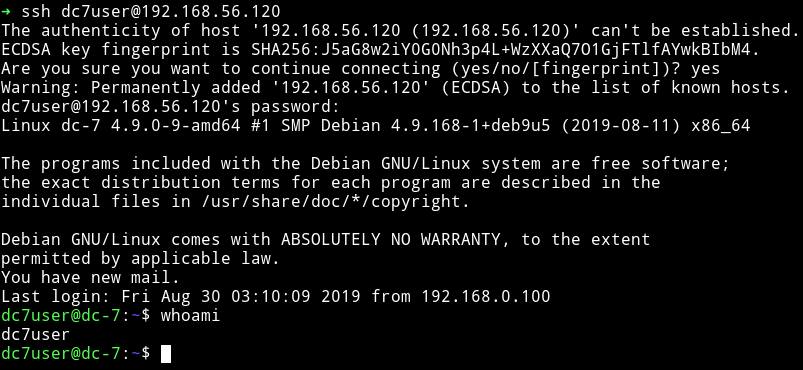 ➜ ssh dc7user@192.168.56.120
The authenticity of host '192.168.56.120 (192.168.56.120)' can't be established.
ECDSA key fingerprint is SHA256:J5aG8w2iY0GONh3p4L+WzXXaQ7O1GjFTlfAYwkBIbM4.
Are you sure you want to continue connecting (yes/no/[fingerprint])? yes
Warning: Permanently added '192.168.56.120' (ECDSA) to the list of known hosts.
dc7user@192.168.56.120's password:
Linux dc-7 4.9.0-9-amd64 #1 SMP Debian 4.9.168-1+deb9u5 (2019-08-11) x86_64
The programs included with the Debian GNU/Linux system are free software;
the exact distribution terms for each program are described in the
individual files in /usr/share/doc/*/copyright.
Debian GNU/Linux comes with ABSOLUTELY NO WARRANTY, to the extent
permitted by applicable law.
You have new mail.
Last login: Fri Aug 30 03:10:09 2019 from 192.168.0.100
dc7user@dc-7:~$ whoami
dc7user
dc7user@dc-7:~$